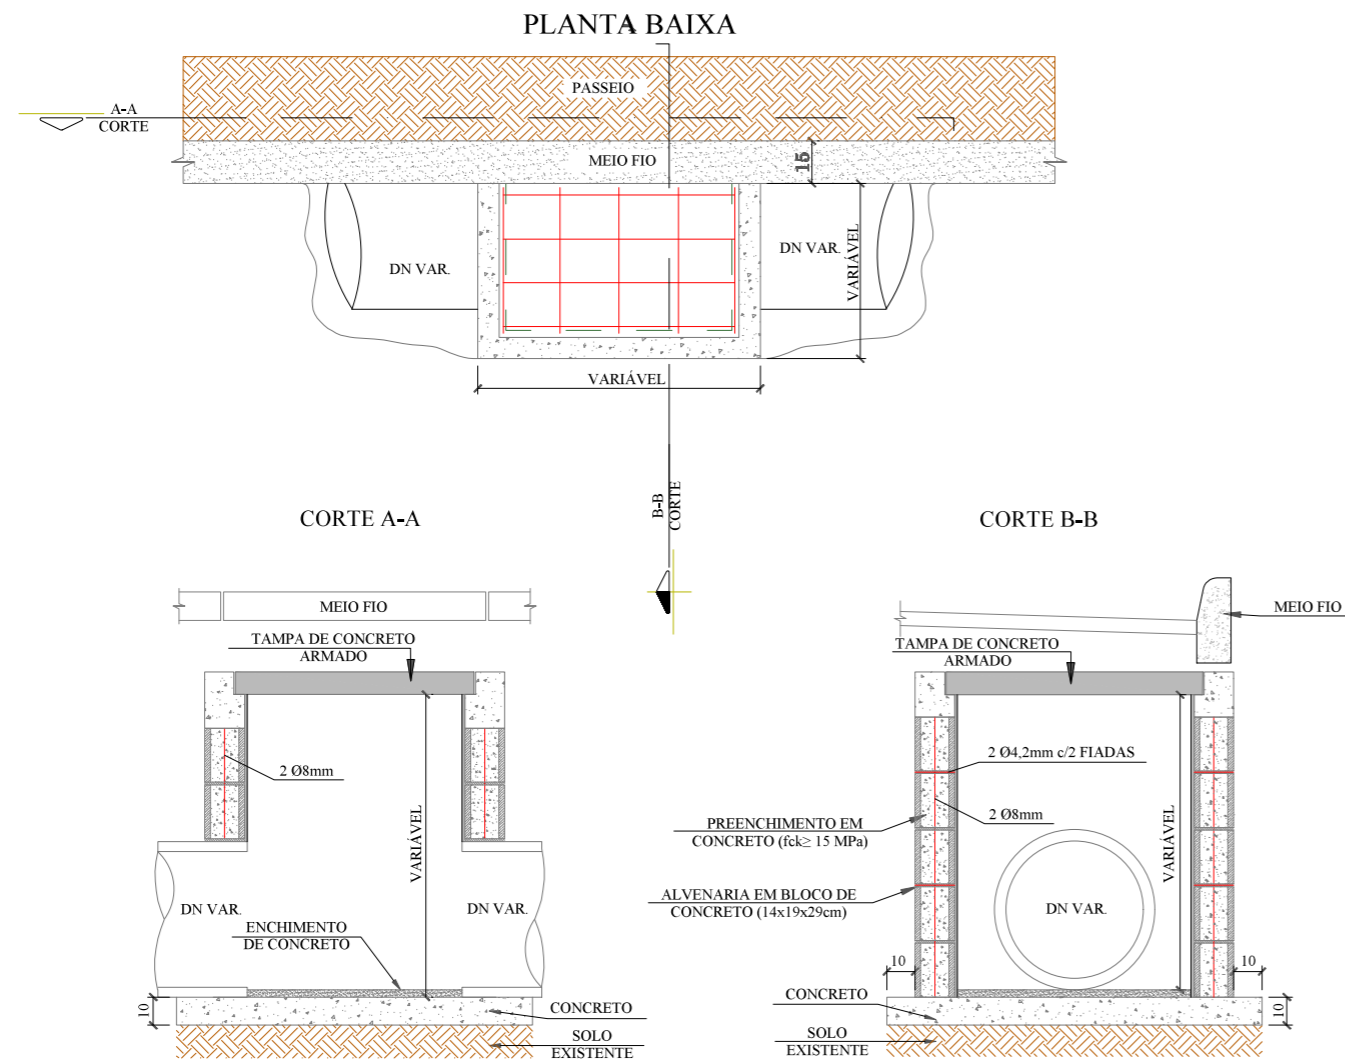 PLANTA BAIXA
PASSEIO
A-A
CORTE
MEIO FIO
15
DN VAR.
DN VAR.
VARIÁVEL
VARIÁVEL
B-B
CORTE
CORTE A-A
CORTE B-B
MEIO FIO
TAMPA DE CONCRETO
ARMADO
2 Ø8mm
VARIÁVEL
DN VAR.
DN VAR.
ENCHIMENTO
DE CONCRETO
10
CONCRETO
SOLO
EXISTENTE
MEIO FIO
TAMPA DE CONCRETO
ARMADO
2 Ø4,2mm c/2 FIADAS
2 Ø8mm
PREENCHIMENTO EM
CONCRETO (fck≥ 15 MPa)
VARIÁVEL
ALVENARIA EM BLOCO DE
CONCRETO (14x19x29cm)
DN VAR.
10
10
CONCRETO
10
SOLO
EXISTENTE